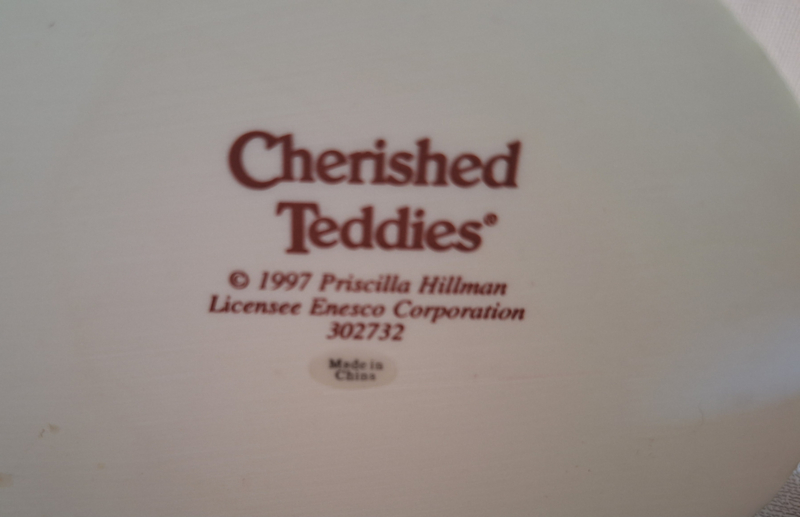 Cherished
Teddies®
© 1997 Priscilla Hillman
Licensee Enesco Corporation
302732
Made in
China